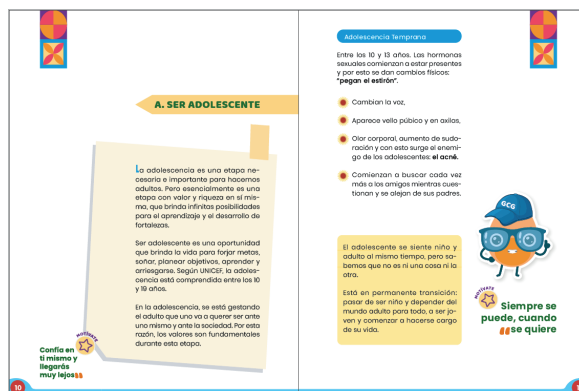 A. SER ADOLESCENTE
La adolescencia es una etapa ne-
cesaria e importante para hacernos
adultos. Pero esencialmente es una
etapa con valor y riqueza en sí mis-
ma, que brinda infinitas posibilidades
para el aprendizaje y el desarrollo de
fortalezas.
Ser adolescente es una oportunidad
que brinda la vida para forjar metas,
soñar, planear objetivos, aprender y
arriesgarse. Según UNICEF, la adoles-
cencia está comprendida entre los 10
y 19 años.
En la adolescencia, se está gestando
el adulto que uno va a querer ser ante
uno mismo y ante la sociedad. Por esta
razón, los valores son fundamentales
durante esta etapa.
MOTÍVATE
Confía en
ti mismo y
llegarás
muy lejos
10
Adolescencia Temprana
Entre los 10 y 13 años. Las hormonas
sexuales comienzan a estar presentes
y por esto se dan cambios físicos:
"pegan el estirón".
Cambian la voz,
Aparece vello púbico y en axilas,
Olor corporal, aumento de sudo-
ración y con esto surge el enemi-
go de los adolescentes: el acné.
Comienzan a buscar cada vez
más a los amigos mientras cues-
tionan y se alejan de sus padres.
El adolescente se siente niño y
adulto al mismo tiempo, pero sa-
bemos que no es ni una cosa ni la
otra.
Está en permanente transición:
pasar de ser niño y depender del
mundo adulto para todo, a ser jo-
ven y comenzar a hacerse cargo
de su vida.
GCG
MOTÍVATE
Siempre se
puede, cuando
se quiere